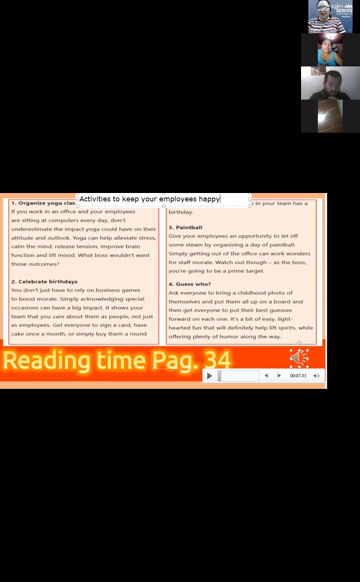 Activities to keep your employees happy
1. Organize yoga clas
If you work in an office and your employees
are sitting at computers every day, don't
underestimate the impact yoga could have on their
attitude and outlook. Yoga can help alleviate stress,
calm the mind, release tension, improve brain
function and lift mood. What boss wouldn't want
those outcomes?
2. Celebrate birthdays
You don't just have to rely on business games
to boost morale. Simply acknowledging special
occasions can have a big impact. It shows your
team that you care about them as people, not just
as employees. Get everyone to sign a card, have
cake once a month, or simply buy them a round
in your team has a
birthday.
3. Paintball
Give your employees an opportunity to let off
some steam by organizing a day of paintball.
Simply getting out of the office can work wonders
for staff morale. Watch out though – as the boss,
you're going to be a prime target.
4. Guess who?
Ask everyone to bring a childhood photo of
themselves and put them all up on a board and
then get everyone to put their best guesses
forward on each one. It's a bit of easy, light-
hearted fun that will definitely help lift spirits, while
offering plenty of humor along the way.
Reading time Pag. 34